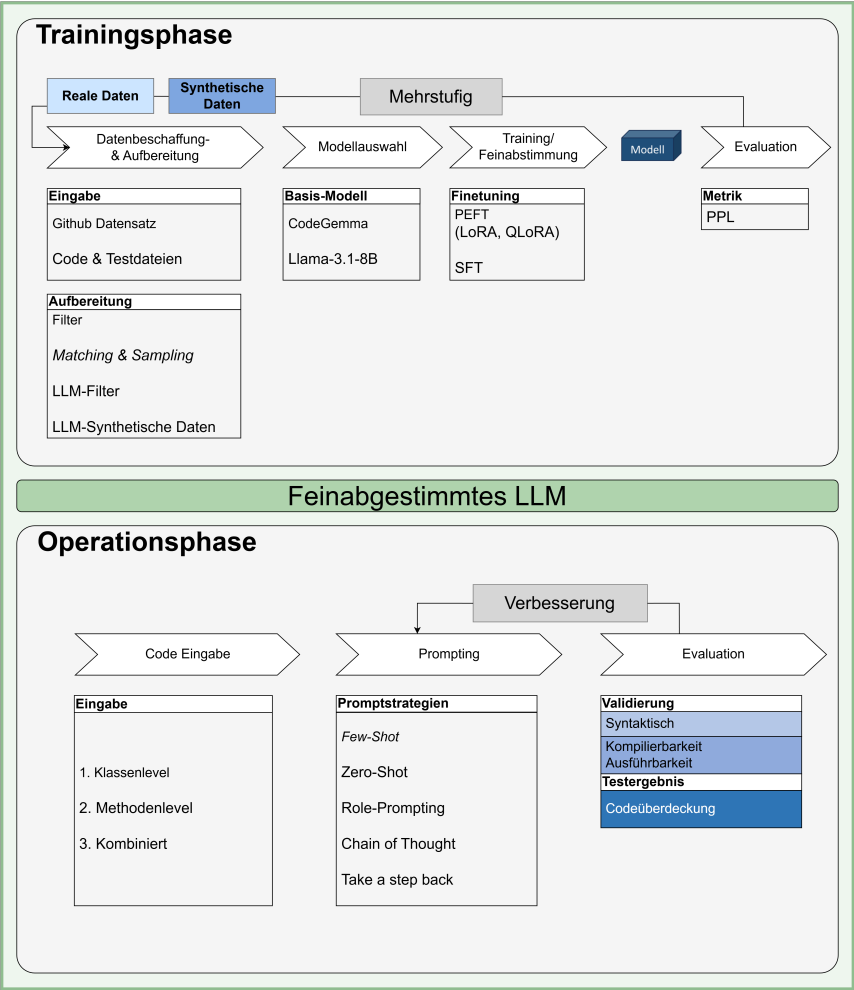 Trainingsphase
Reale Daten
Synthetische
Daten
Mehrstufig
Datenbeschaffung-
& Aufbereitung
Modellauswahl
Training/
Feinabstimmung
Modell
Evaluation
Eingabe
Github Datensatz
Code & Testdateien
Basis-Modell
CodeGemma
Llama-3.1-8B
Finetuning
PEFT
(LoRA, QLoRA)
SFT
Metrik
PPL
Aufbereitung
Filter
Matching & Sampling
LLM-Filter
LLM-Synthetische Daten
Feinabgestimmtes LLM
Operationsphase
Verbesserung
Code Eingabe
Prompting
Evaluation
Eingabe
1. Klassenlevel
2. Methodenlevel
3. Kombiniert
Promptstrategien
Few-Shot
Zero-Shot
Role-Prompting
Chain of Thought
Take a step back
Validierung
Syntaktisch
Kompilierbarkeit
Ausführbarkeit
Testergebnis
Codeüberdeckung